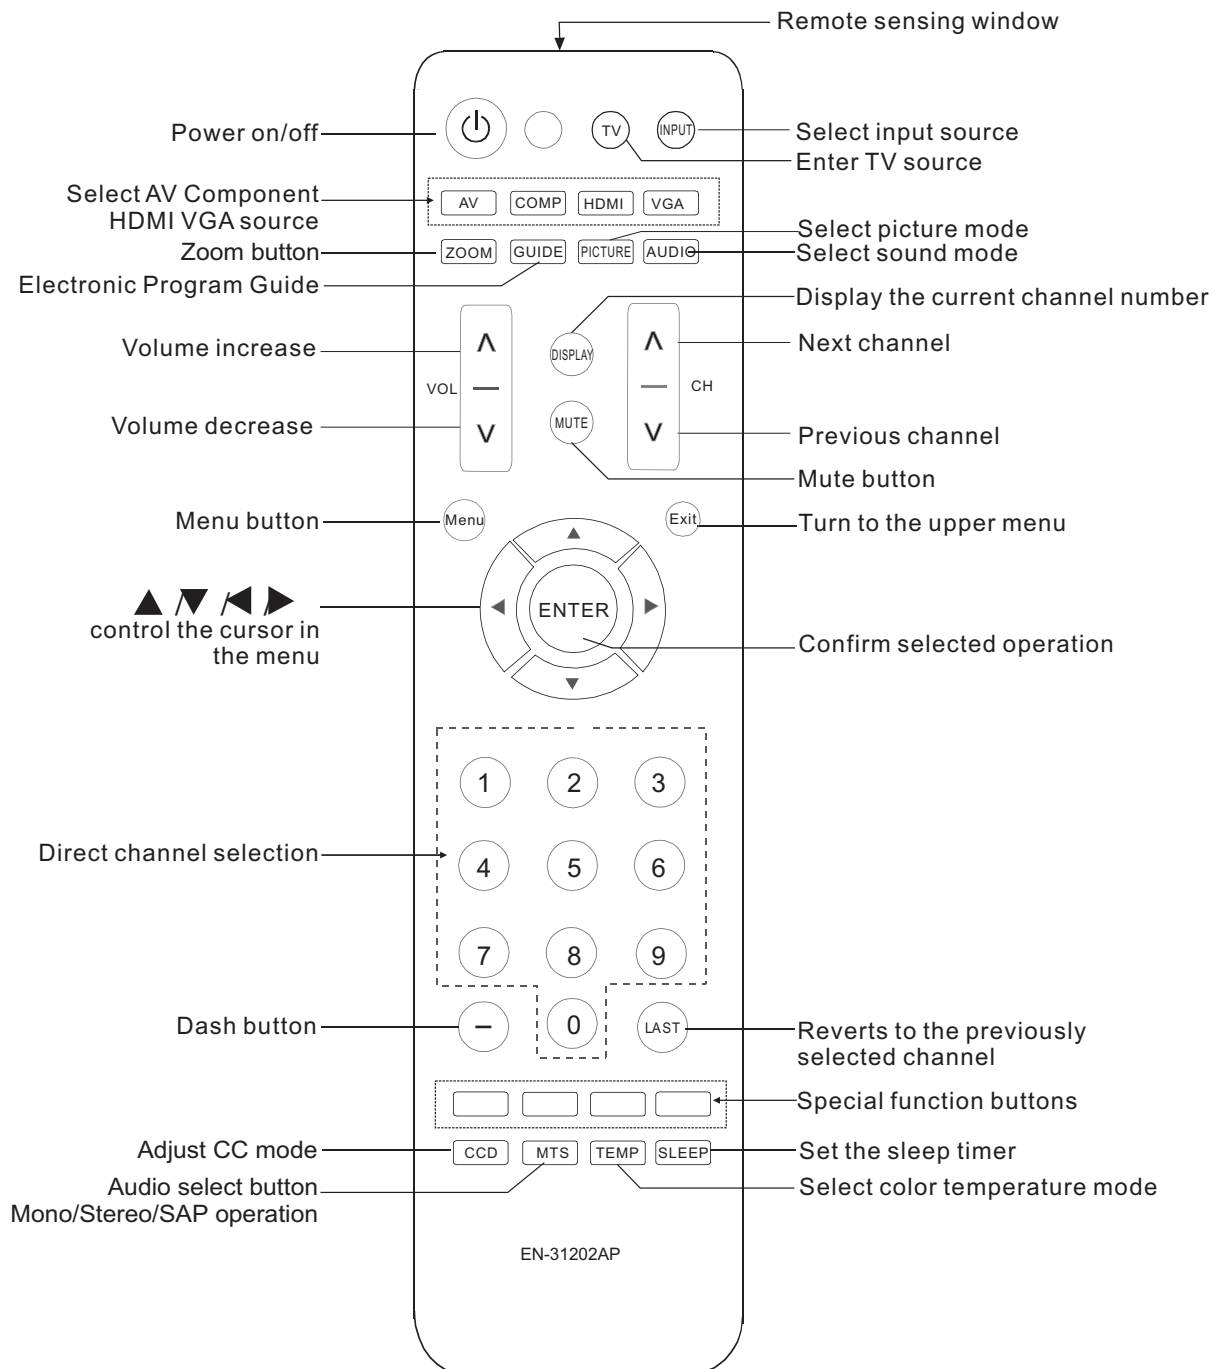 Remote sensing window
Power on/off
TV
INPUT
Select input source
Enter TV source
Select AV Component
HDMI VGA source
AV
COMP
HDMI
VGA
Zoom button
ZOOM
GUIDE
PICTURE
AUDIO
Select picture mode
Select sound mode
Electronic Program Guide
Display the current channel number
Volume increase
DISPLAY
Next channel
VOL
CH
Volume decrease
MUTE
Previous channel
Mute button
Menu button
Menu
Exit
Turn to the upper menu
▲ /▼ /◀ /▶
control the cursor in
the menu
ENTER
Confirm selected operation
1
2
3
Direct channel selection
4
5
6
7
8
9
Dash button
–
0
LAST
Reverts to the previously
selected channel
Special function buttons
Adjust CC mode
CCD
MTS
TEMP
SLEEP
Set the sleep timer
Audio select button
Mono/Stereo/SAP operation
Select color temperature mode
EN-31202AP